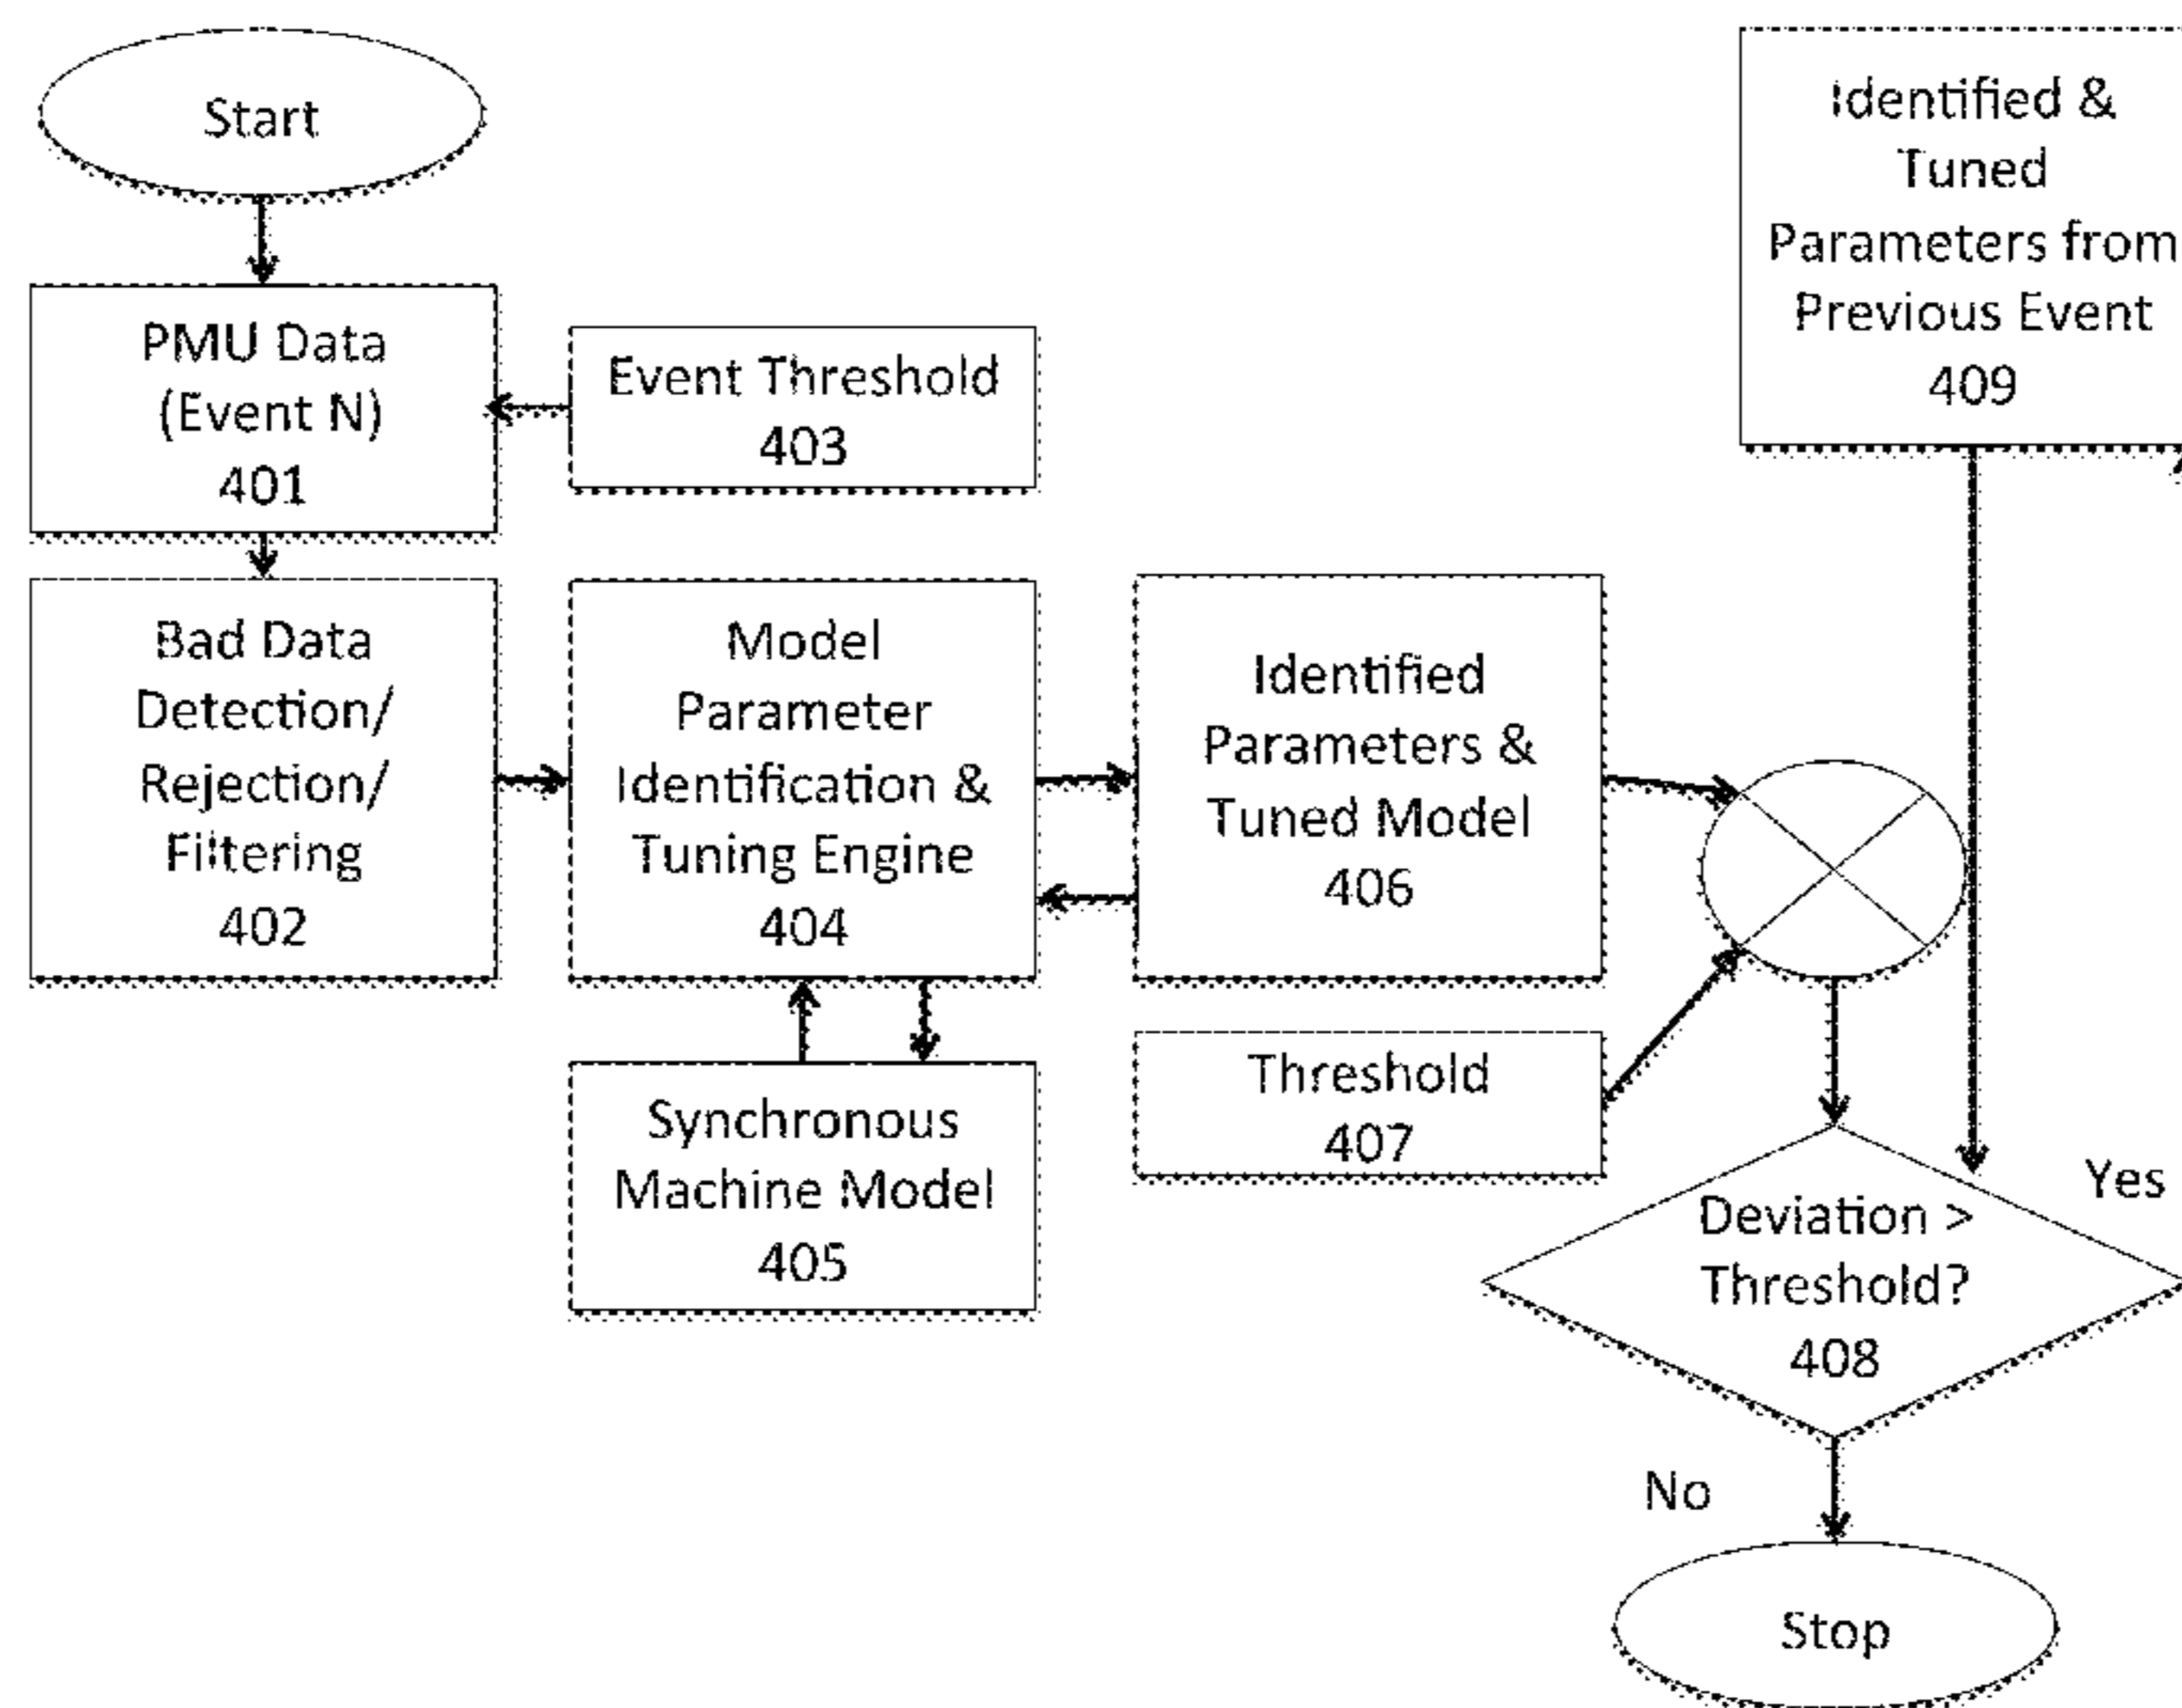 Start
PMU Data
(Event N)
401
Event Threshold
403
Identified &
Tuned
Parameters from
Previous Event
409
Bad Data
Detection/
Rejection/
Filtering
402
Model
Parameter
Identification &
Tuning Engine
404
Identified
Parameters &
Tuned Model
406
Synchronous
Machine Model
405
Threshold
407
Deviation >
Threshold?
408
Yes
No
Stop